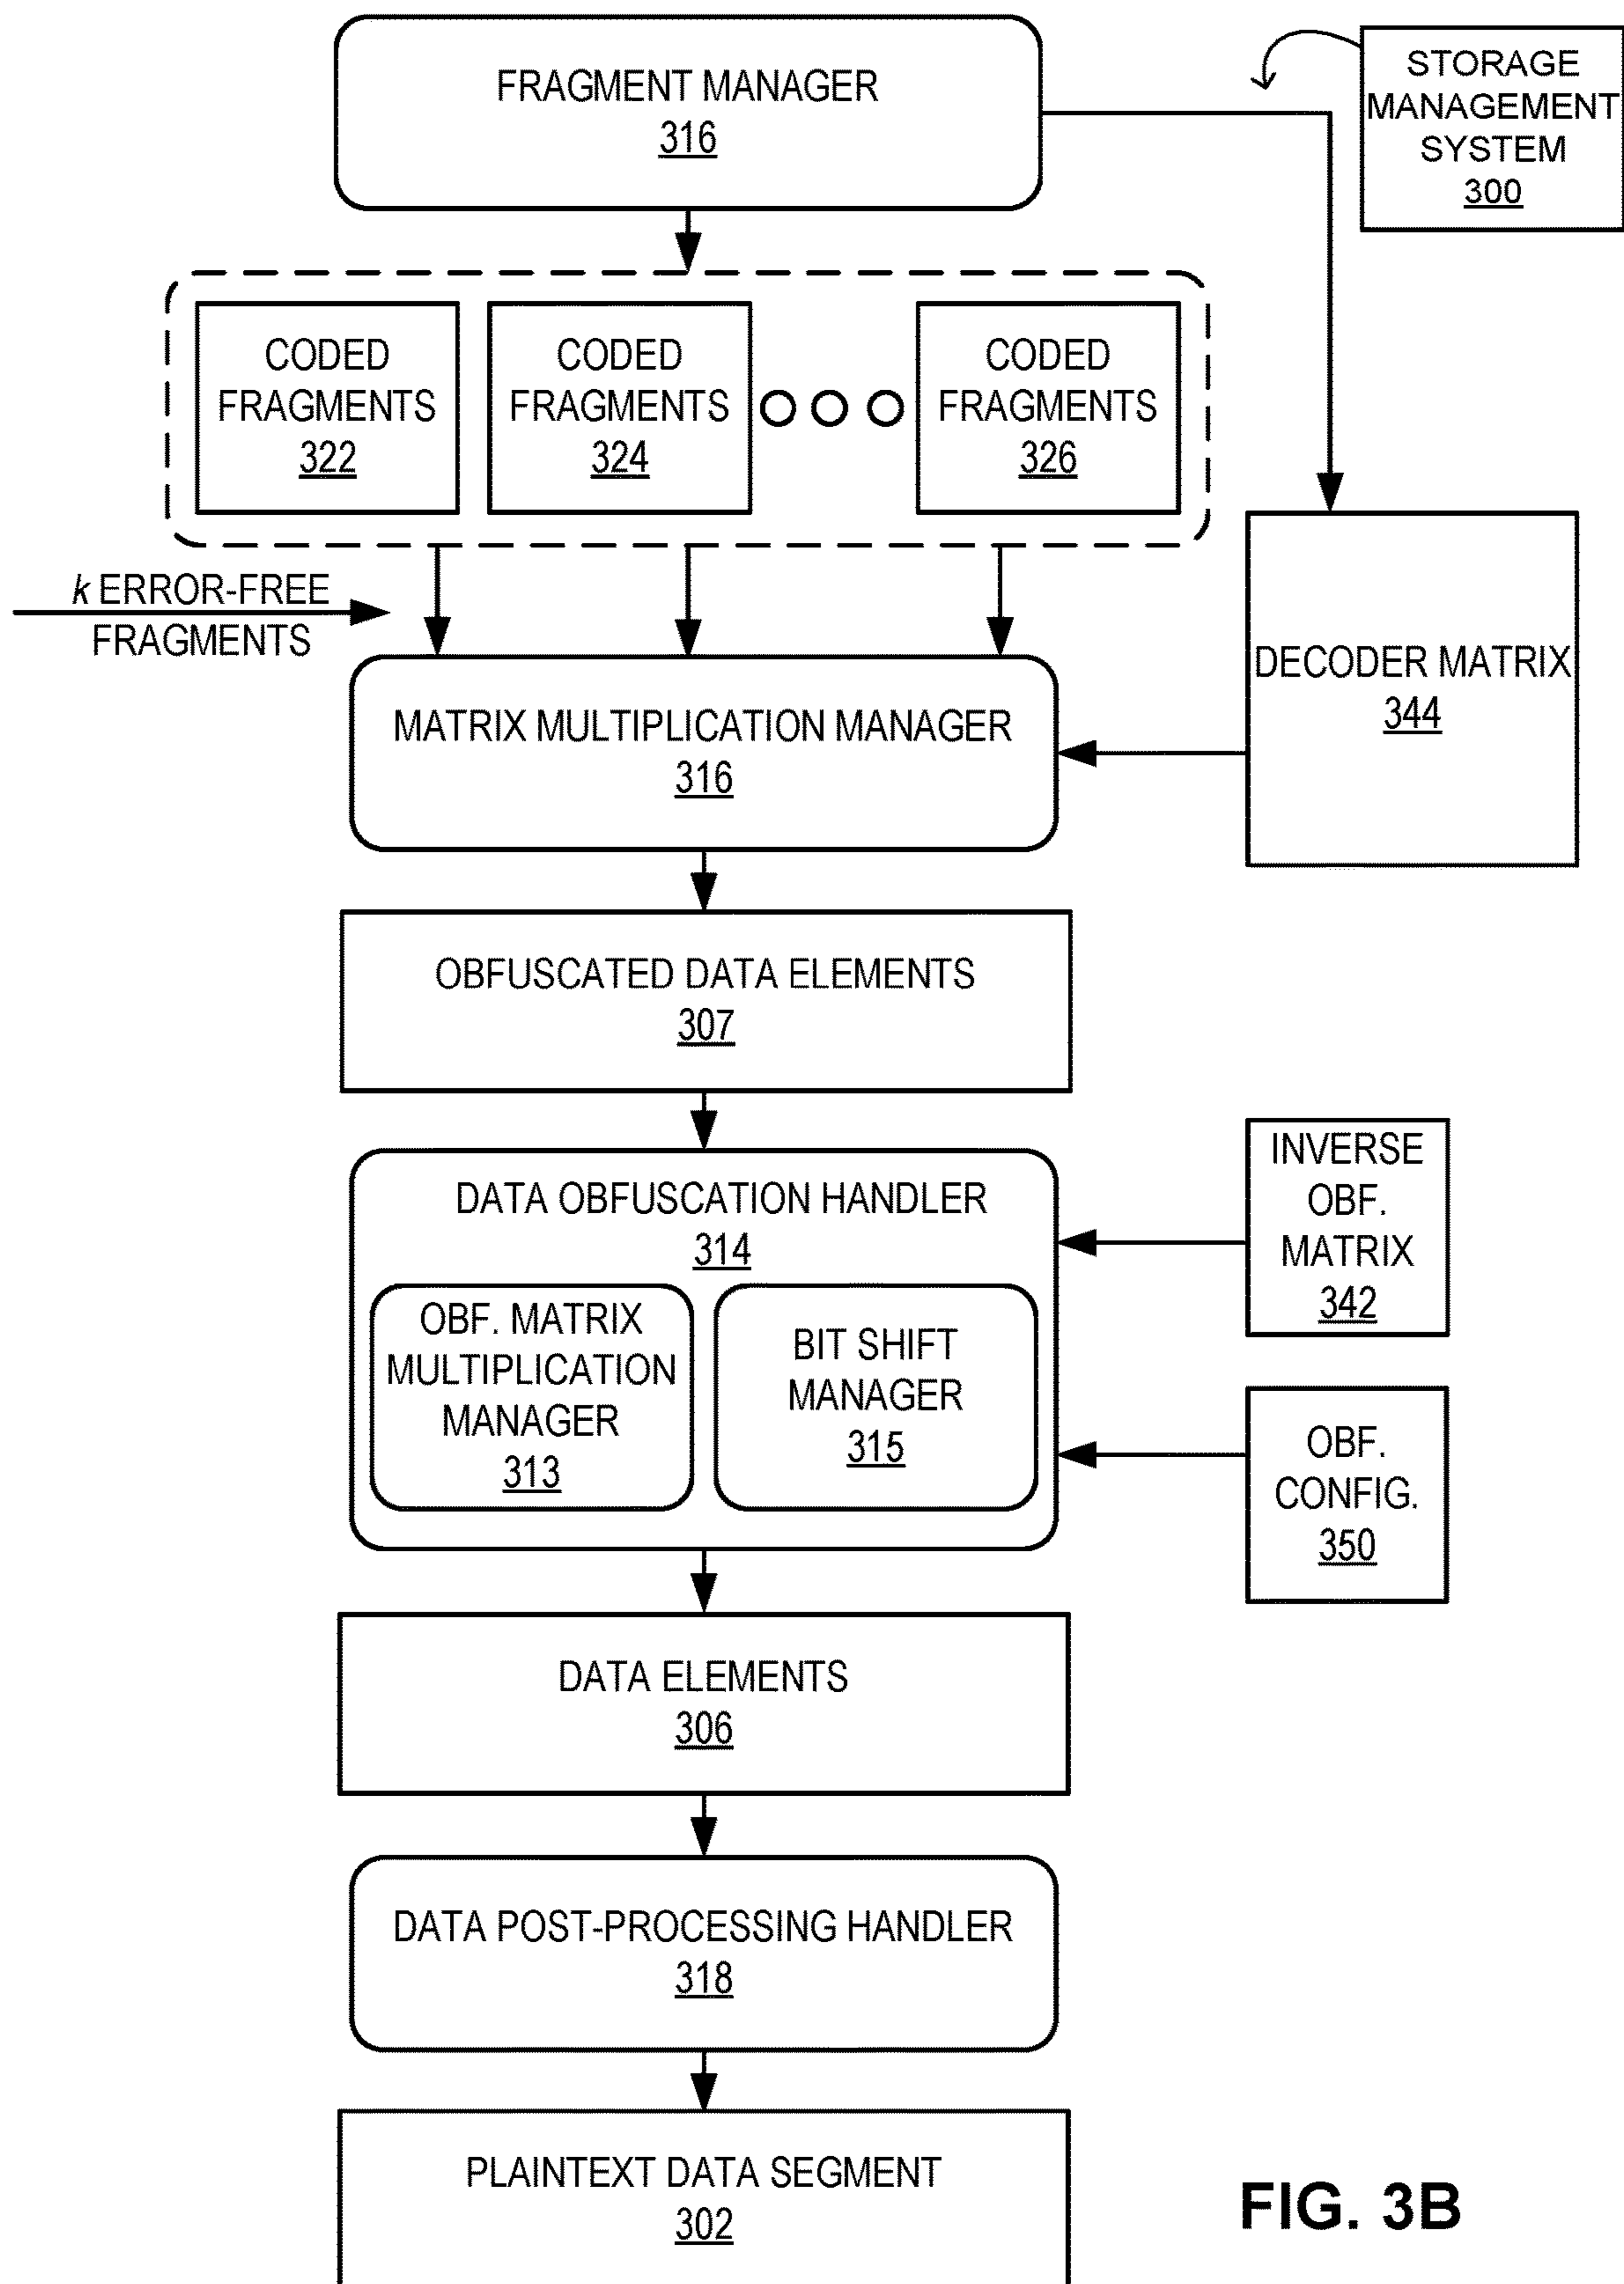 FRAGMENT MANAGER
316
STORAGE
MANAGEMENT
SYSTEM
300
CODED
FRAGMENTS
322
CODED
FRAGMENTS
324
CODED
FRAGMENTS
326
k ERROR-FREE
FRAGMENTS
DECODER MATRIX
344
MATRIX MULTIPLICATION MANAGER
316
OBFUSCATED DATA ELEMENTS
307
DATA OBFUSCATION HANDLER
314
OBF. MATRIX
MULTIPLICATION
MANAGER
313
BIT SHIFT
MANAGER
315
INVERSE
OBF.
MATRIX
342
OBF.
CONFIG.
350
DATA ELEMENTS
306
DATA POST-PROCESSING HANDLER
318
PLAINTEXT DATA SEGMENT
302
FIG. 3B